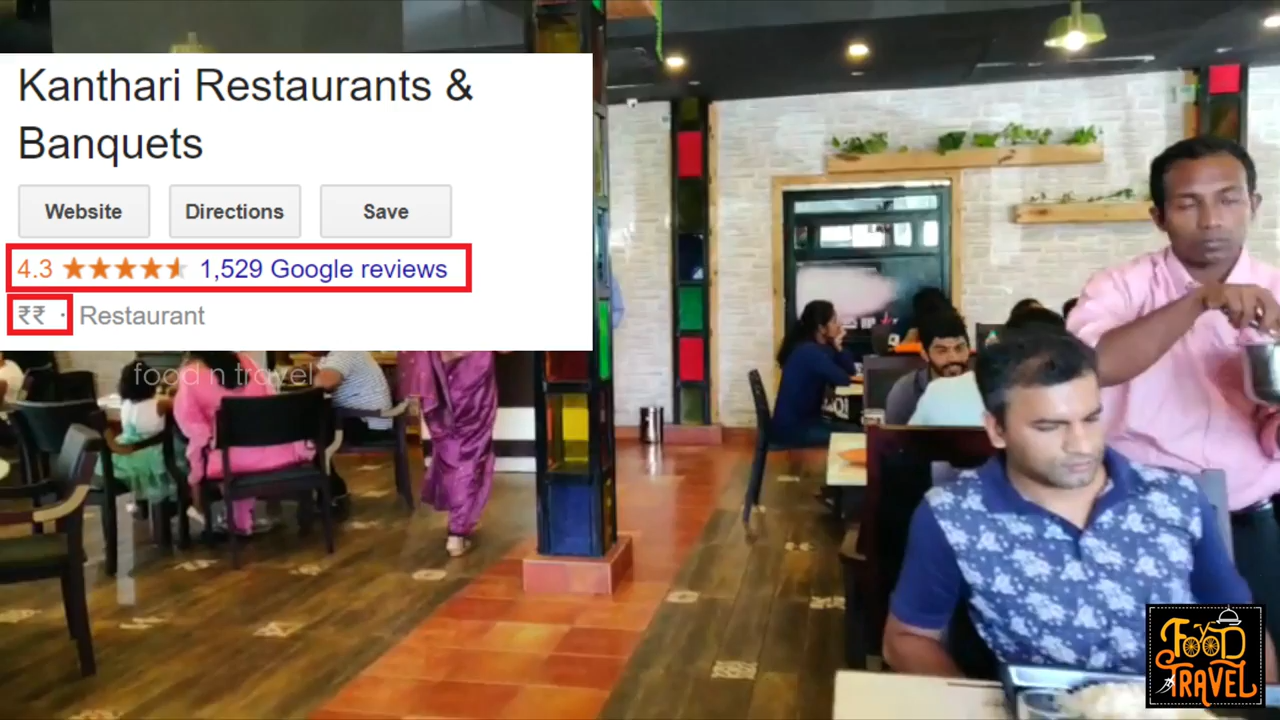 Kanthari Restaurants &
Banquets
Website
Directions
Save
4.3
1,529 Google reviews
₹₹ · Restaurant
food n travel
FOOD
N
TRAVEL